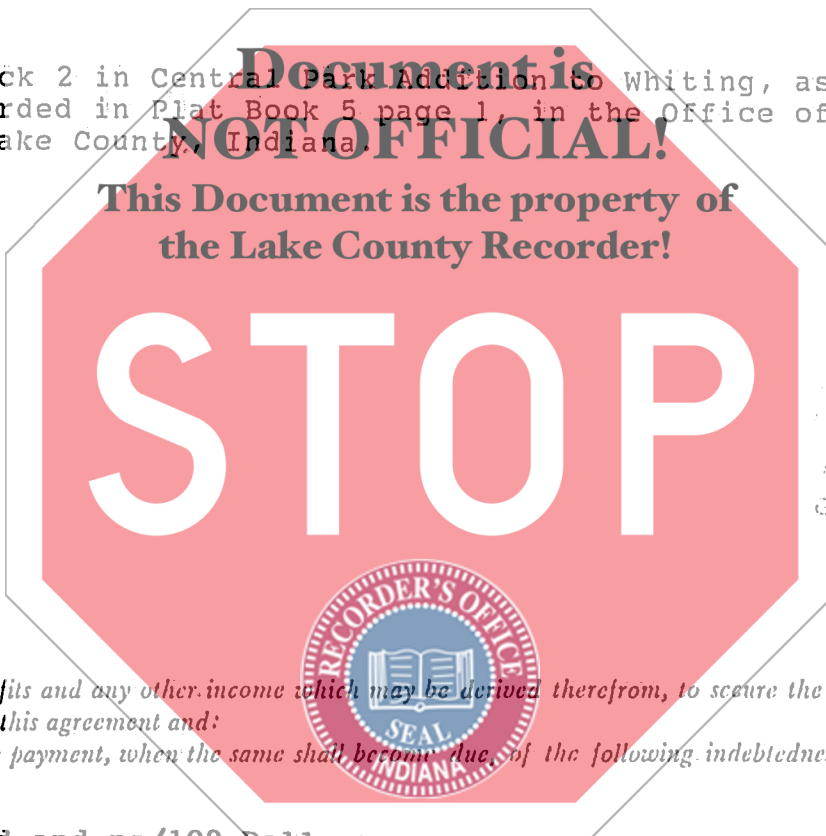 ck 2 in Central Park Addition to Whiting, as
rded in Plat Book 5 page 1, in the Office of
ake County, Indiana.
Document is
NOT OFFICIAL!
This Document is the property of
the Lake County Recorder!
STOP
RECORDER'S OFFICE
SEAL
INDIANA
fits and any other income which may be derived therefrom, to secure the
this agreement and:
payment, when the same shall become due, of the following indebtedne
and no/100